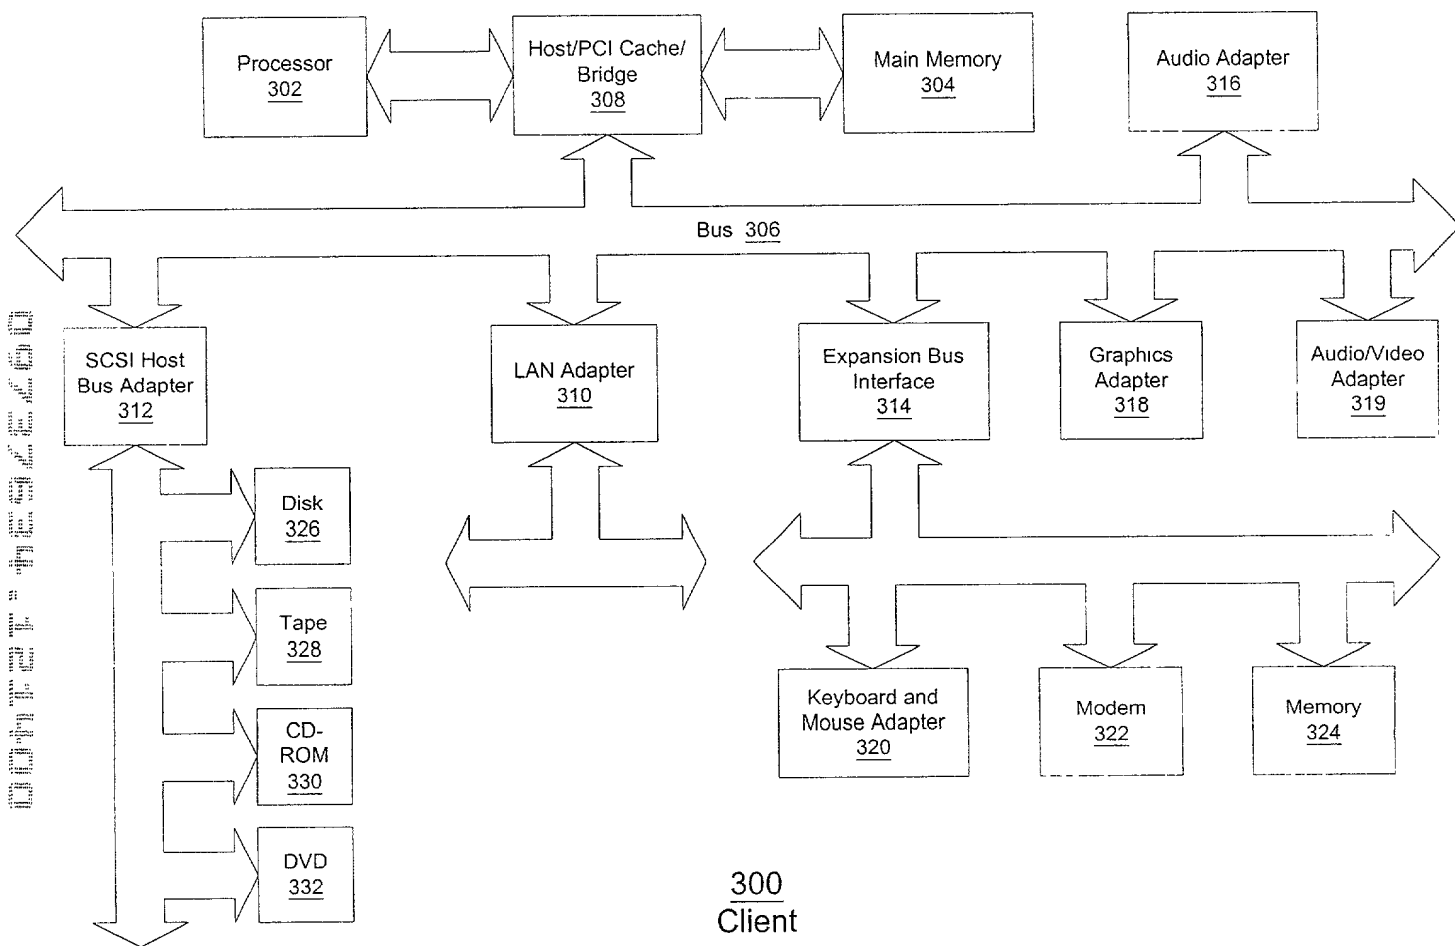 Processor
302
Host/PCI Cache/
Bridge
308
Main Memory
304
Audio Adapter
316
Bus 306
SCSI Host
Bus Adapter
312
LAN Adapter
310
Expansion Bus
Interface
314
Graphics
Adapter
318
Audio/Video
Adapter
319
Disk
326
Tape
328
CD-
ROM
330
DVD
332
Keyboard and
Mouse Adapter
320
Modem
322
Memory
324
300
Client